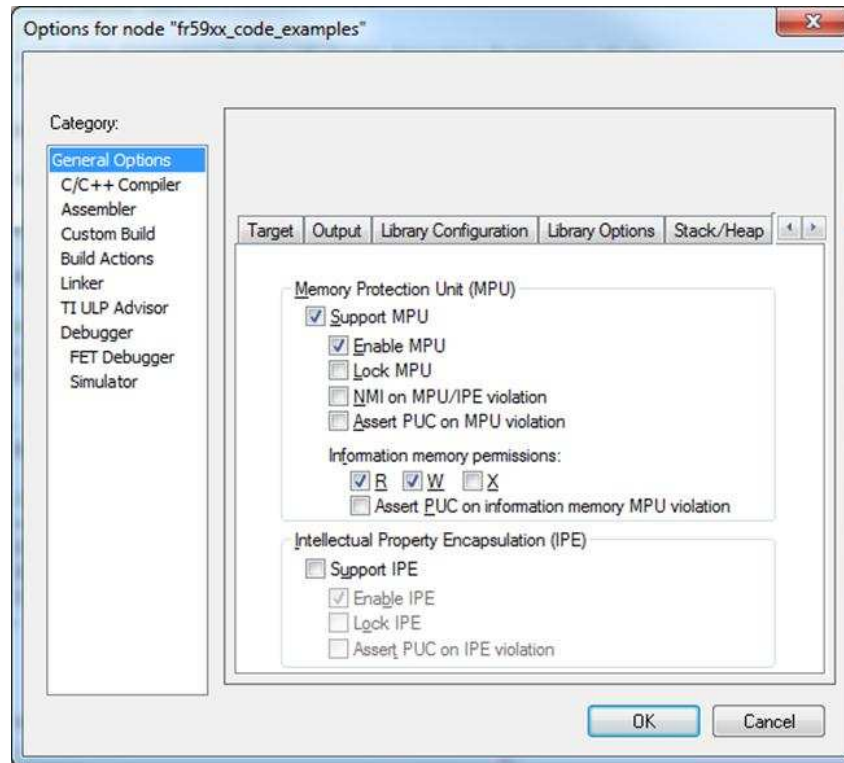 Options for node "fr59xx_code_examples"
Category:
General Options
C/C++ Compiler
Assembler
Custom Build
Build Actions
Linker
TI ULP Advisor
Debugger
FET Debugger
Simulator
Target Output Library Configuration Library Options Stack/Heap
Memory Protection Unit (MPU)
Support MPU
Enable MPU
Lock MPU
NMI on MPU/IPE violation
Assert PUC on MPU violation
Information memory permissions:
R W X
Assert PUC on information memory MPU violation
Intellectual Property Encapsulation (IPE)
Support IPE
Enable IPE
Lock IPE
Assert PUC on IPE violation
OK Cancel